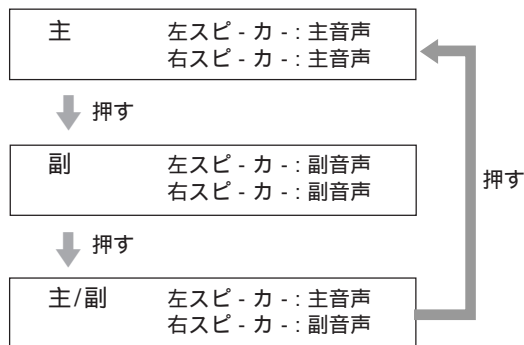 主 左スピ - カ - : 主音声
右スピ - カ - : 主音声
押す
副 左スピ - カ - : 副音声
右スピ - カ - : 副音声
押す
押す
主/副 左スピ - カ - : 主音声
右スピ - カ - : 副音声